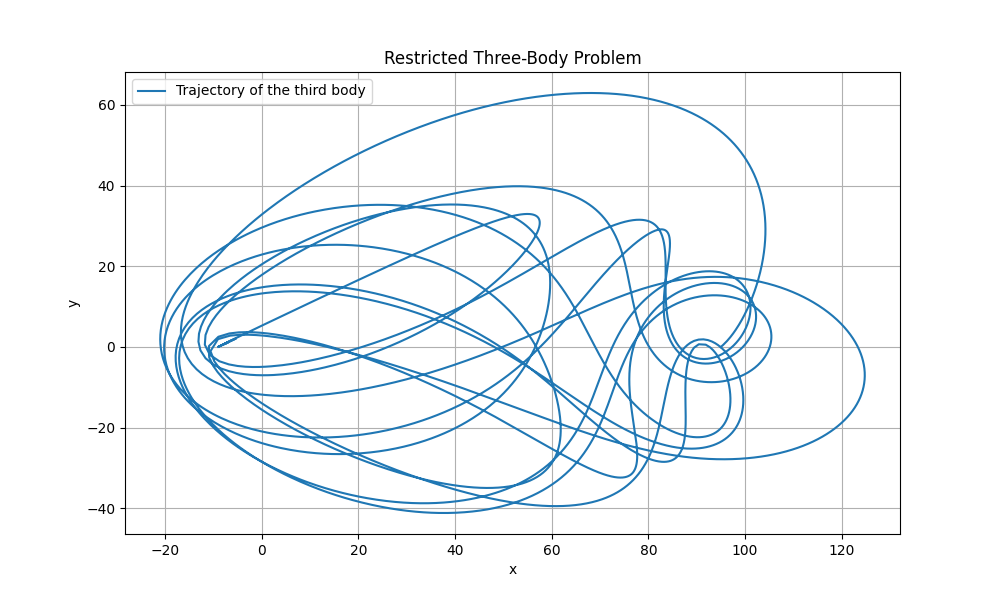 Restricted Three-Body Problem
Trajectory of the third body
60
40
20
0
−20
−40
y
−20 0 20 40 60 80 100 120
x